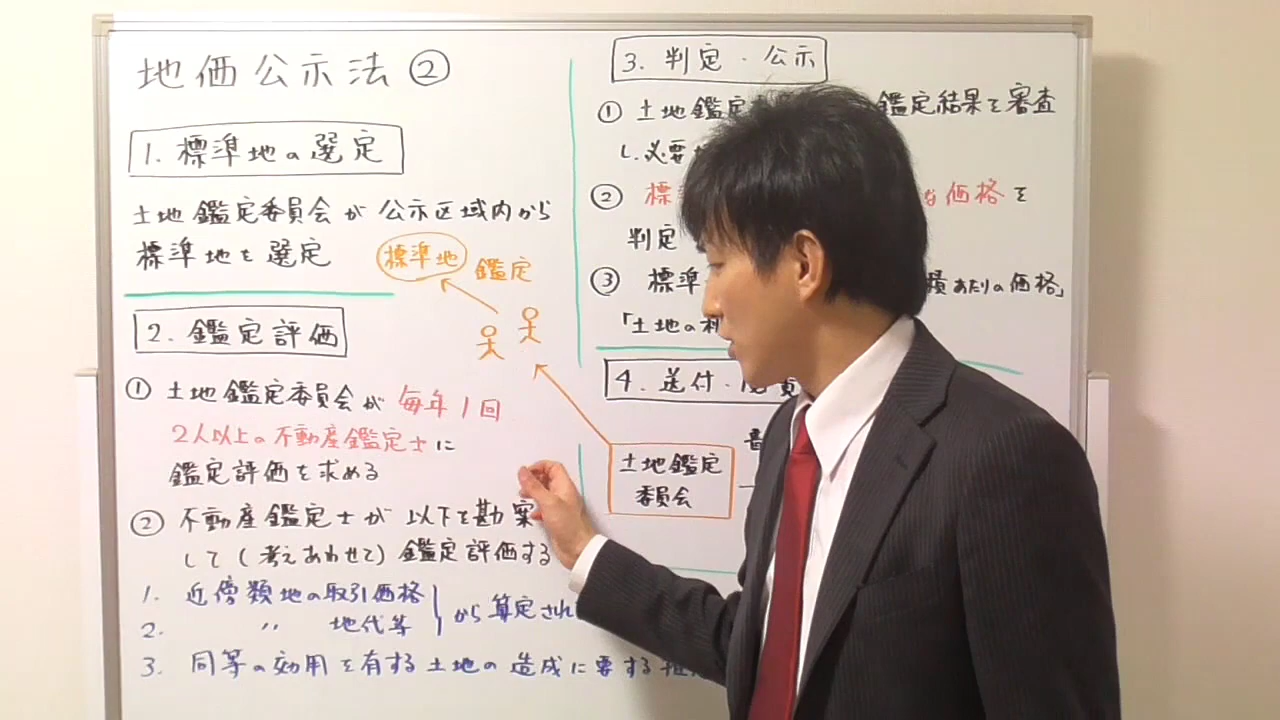 地価公示法②
1. 標準地の選定
土地鑑定委員会が公示区域内から
標準地を選定
標準地 鑑定
2. 鑑定評価
① 土地鑑定委員会が毎年1回
2人以上の不動産鑑定士に
鑑定評価を求める
② 不動産鑑定士が以下を勘案
して(考えあわせて)鑑定評価する
1. 近傍類地の取引価格
2. 〃 地代等
から算定され
3. 同等の効用を有する土地の造成に要する推
3. 判定・公示
① 土地鑑定 鑑定結果を審査
し、必要
② 標 な価格を
判定
③ 標準 積あたりの価格」
「土地の
4. 送付・
土地鑑定
委員会